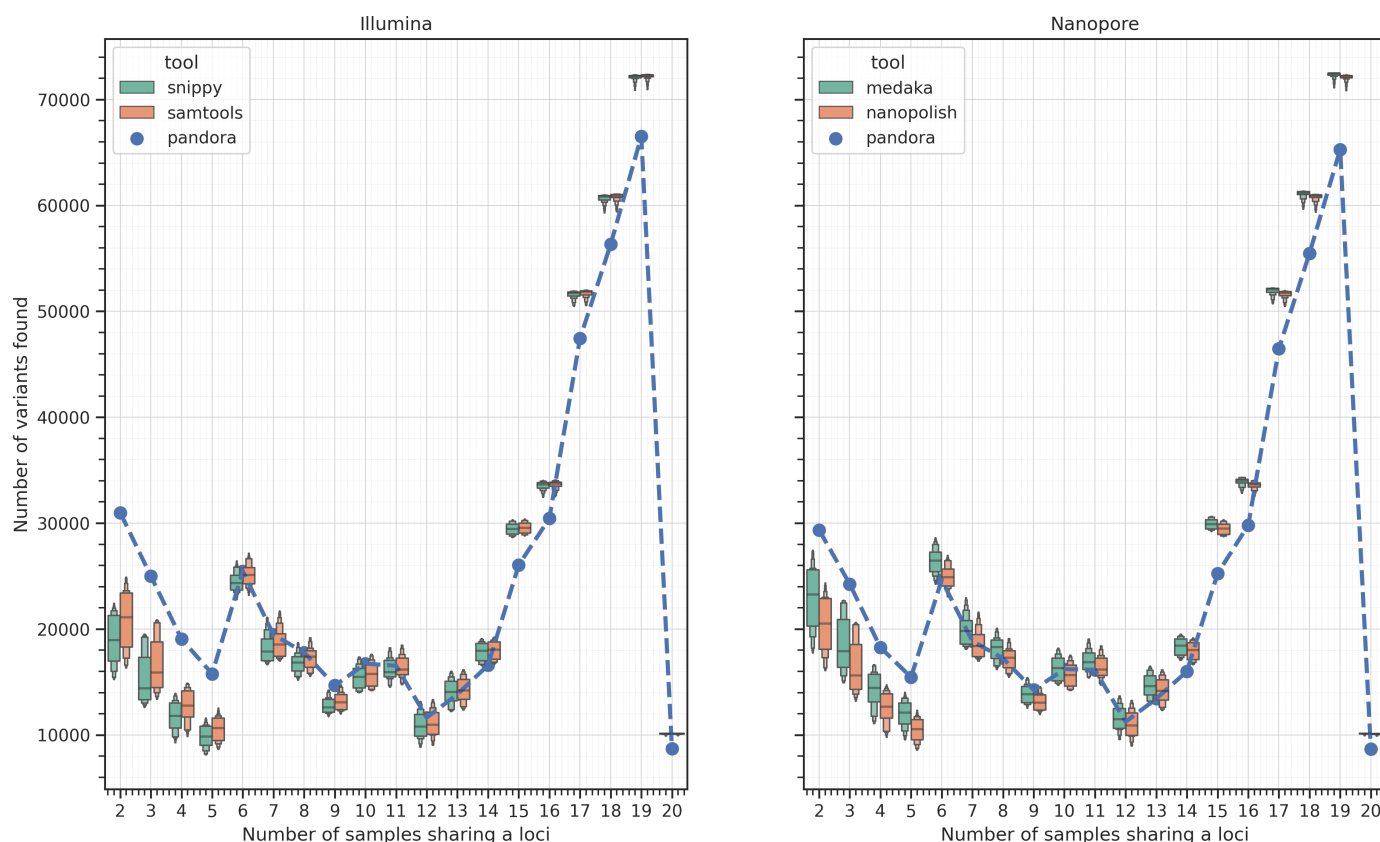 Illumina
tool
snippy
samtools
pandora
Number of variants found
70000
60000
50000
40000
30000
20000
10000
2 3 4 5 6 7 8 9 10 11 12 13 14 15 16 17 18 19 20
Number of samples sharing a loci
Nanopore
tool
medaka
nanopolish
pandora
2 3 4 5 6 7 8 9 10 11 12 13 14 15 16 17 18 19 20
Number of samples sharing a loci